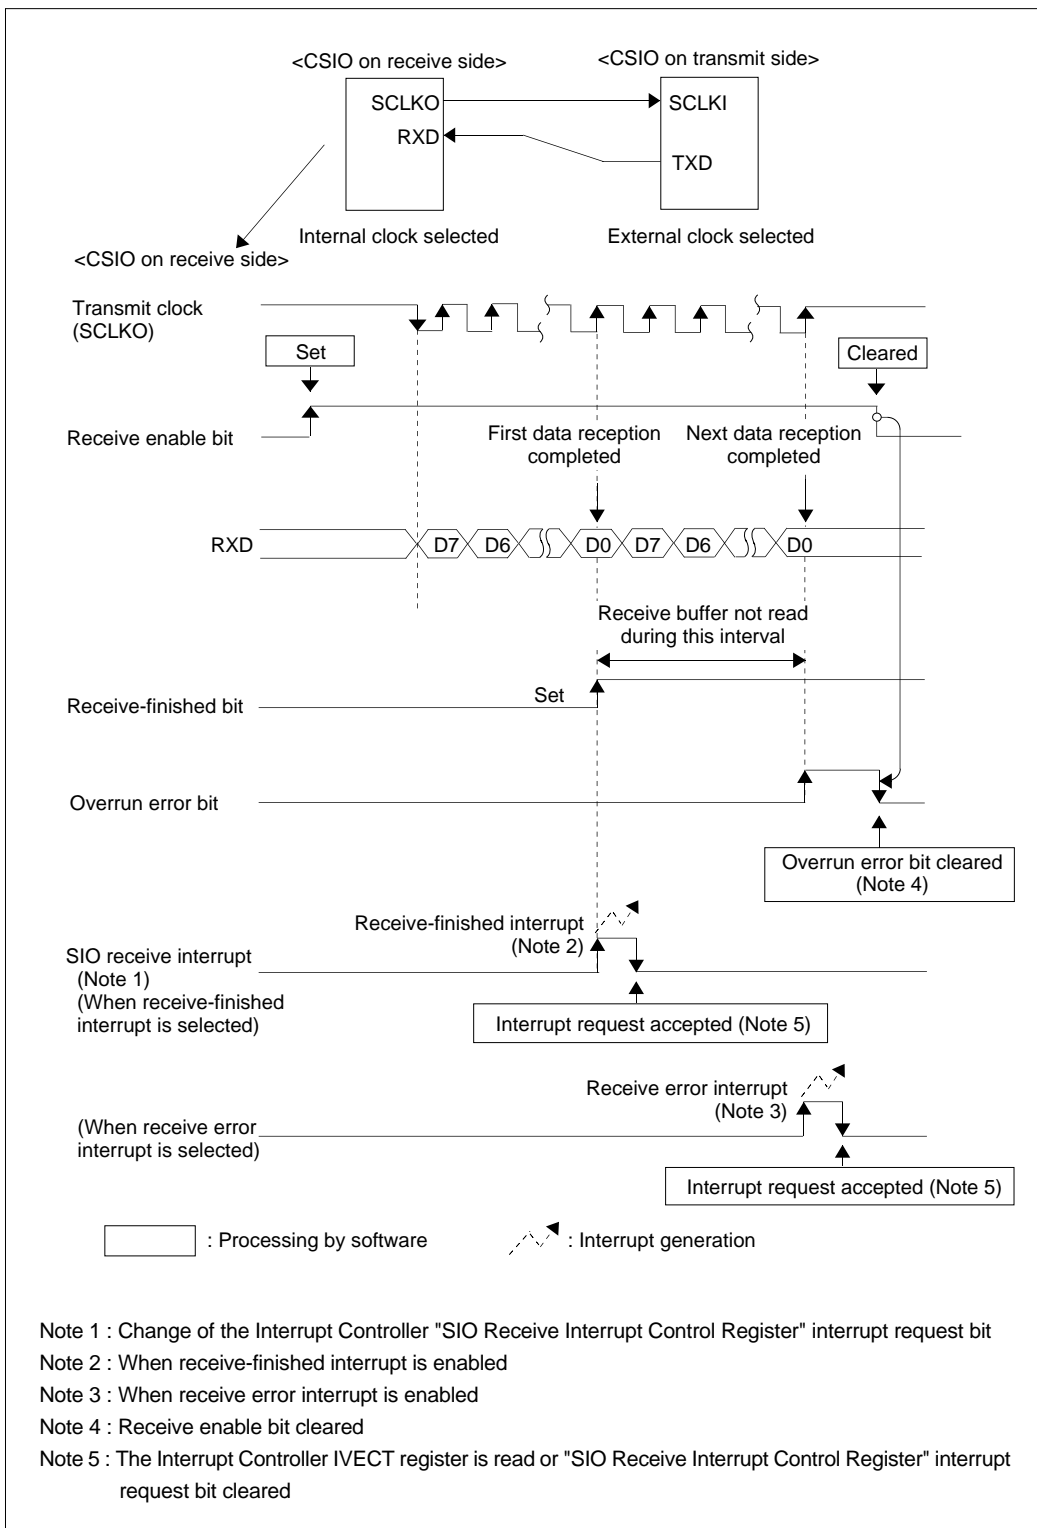 <CSIO on receive side>
<CSIO on transmit side>
SCLKO
SCLKI
RXD
TXD
Internal clock selected
External clock selected
<CSIO on receive side>
Transmit clock
(SCLKO)
Set
Cleared
Receive enable bit
First data reception
completed
Next data reception
completed
RXD
D7
D6
D0
D7
D6
D0
Receive buffer not read
during this interval
Set
Receive-finished bit
Overrun error bit
Overrun error bit cleared
(Note 4)
Receive-finished interrupt
(Note 2)
SIO receive interrupt
(Note 1)
(When receive-finished
interrupt is selected)
Interrupt request accepted (Note 5)
Receive error interrupt
(Note 3)
(When receive error
interrupt is selected)
Interrupt request accepted (Note 5)
: Processing by software
: Interrupt generation
Note 1 : Change of the Interrupt Controller "SIO Receive Interrupt Control Register" interrupt request bit
Note 2 : When receive-finished interrupt is enabled
Note 3 : When receive error interrupt is enabled
Note 4 : Receive enable bit cleared
Note 5 : The Interrupt Controller IVECT register is read or "SIO Receive Interrupt Control Register" interrupt
request bit cleared